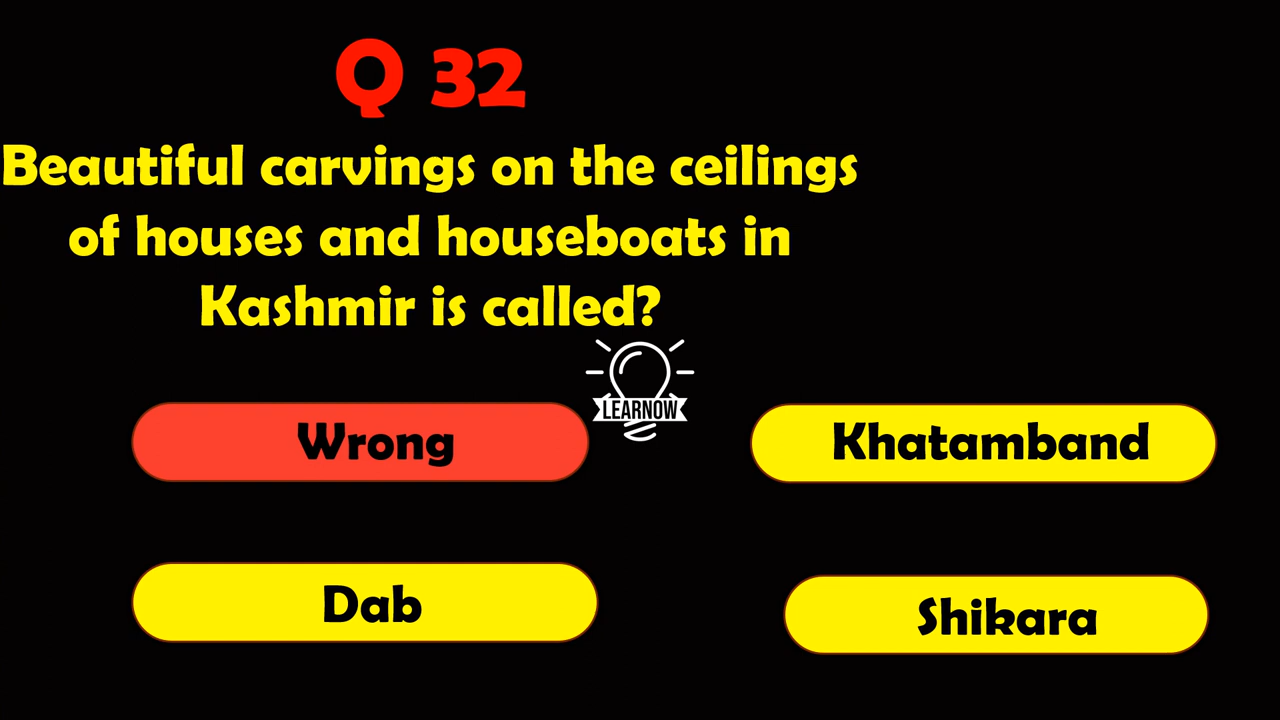 Q 32
Beautiful carvings on the ceilings
of houses and houseboats in
Kashmir is called?
LEARNOW
Wrong
Khatamband
Dab
Shikara